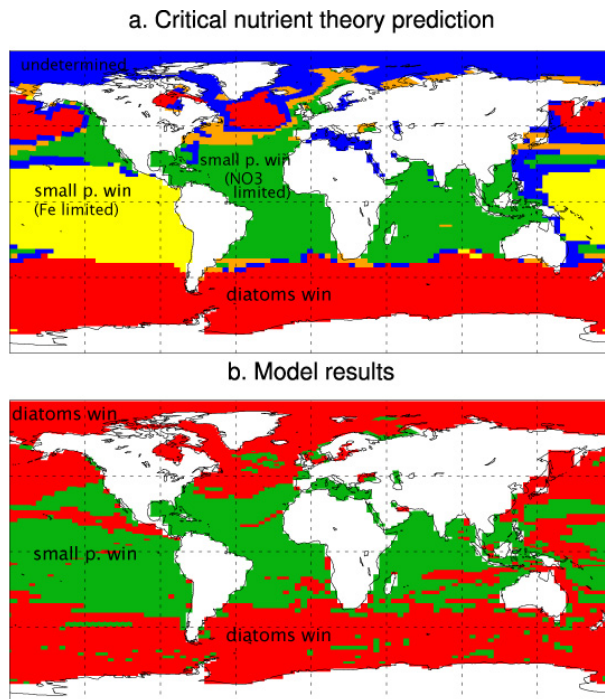 a. Critical nutrient theory prediction
undetermined
small p. win
(NO3
limited)
small p. win
(Fe limited)
diatoms win
b. Model results
diatoms win
small p. win
diatoms win